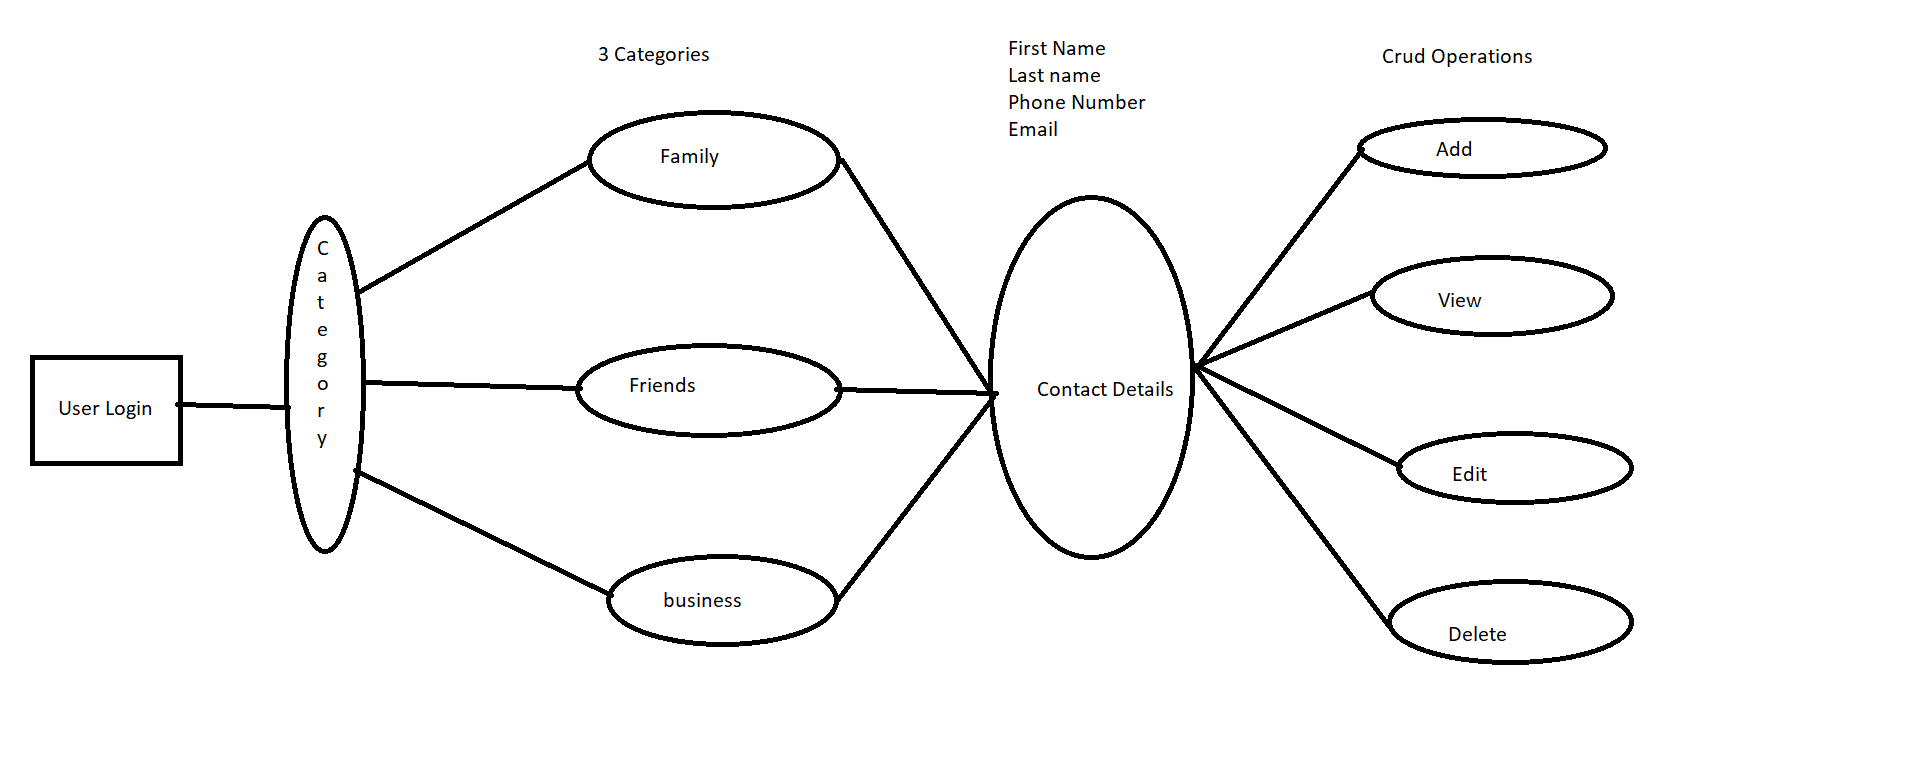 3 Categories
First Name
Last name
Phone Number
Email
Crud Operations
User Login
C
a
t
e
g
o
r
y
Family
Friends
business
Contact Details
Add
View
Edit
Delete